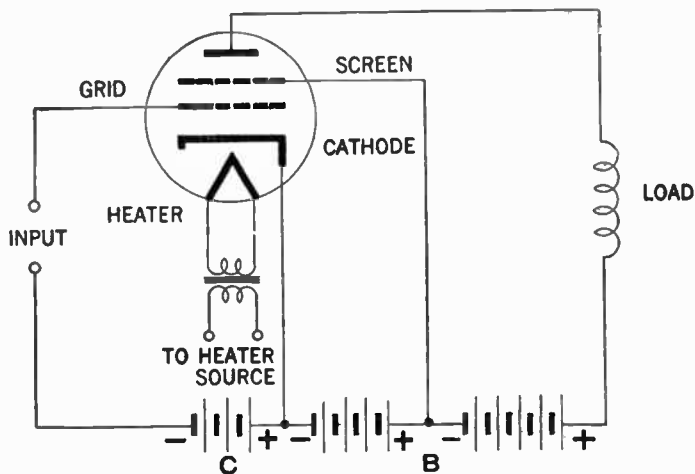 SCREEN
GRID
CATHODE
LOAD
HEATER
INPUT
TO HEATER
SOURCE
- + - + - +
C B